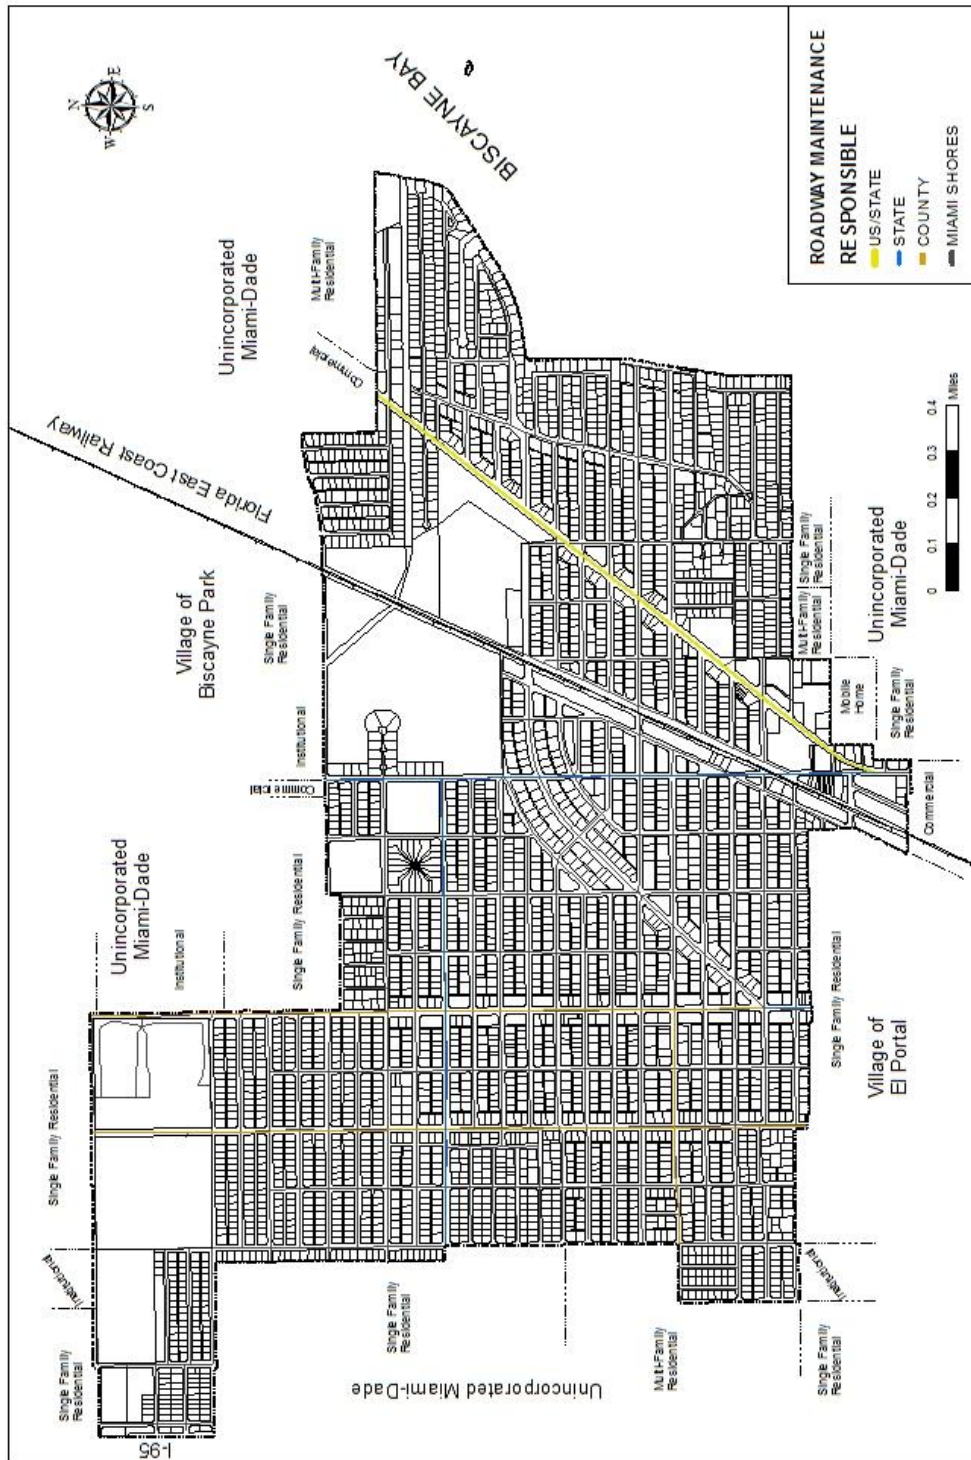 N
E
S
W
BISCAYNE BAY
Unincorporated
Miami-Dade
Multi-Family
Residential
Commercial
Florida East Coast Railway
Village of
Biscayne Park
Single Family
Residential
Institutional
Commercial
Unincorporated
Miami-Dade
Institutional
Single Family Residential
Single Family Residential
Institutional
Single Family
Residential
I-95
Single Family
Residential
Unincorporated Miami-Dade
Multi-Family
Residential
Single Family
Residential
Institutional
Single Family Residential
Village of
El Portal
Commercial
Single Family
Residential
Mobile
Home
Multi-Family
Residential
Single Family
Residential
Unincorporated
Miami-Dade
0 0.1 0.2 0.3 0.4
Miles
ROADWAY MAINTENANCE
RESPONSIBLE
US/STATE
STATE
COUNTY
MIAMI SHORES